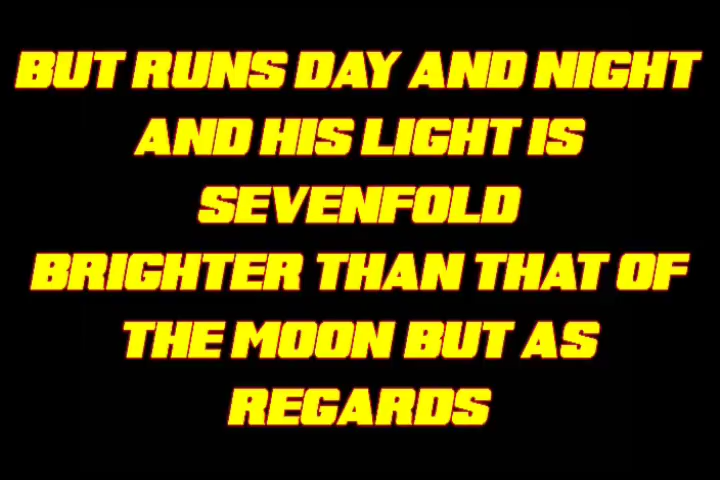 BUT RUNS DAY AND NIGHT
AND HIS LIGHT IS
SEVENFOLD
BRIGHTER THAN THAT OF
THE MOON BUT AS
REGARDS